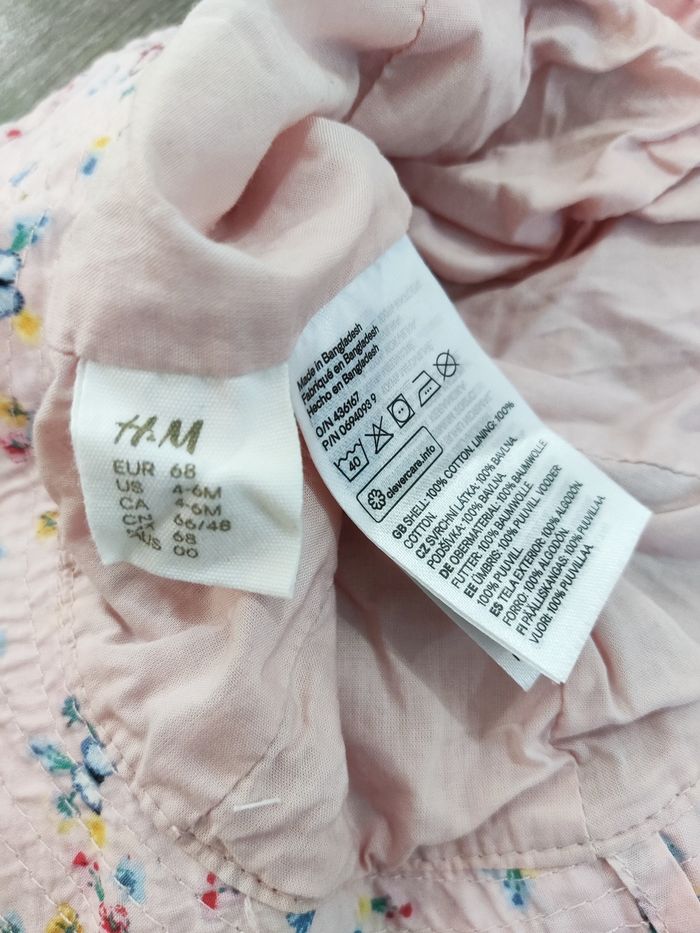 H&M
EUR 68
US 4-6M
CA 4-6M
CN 66/48
AUS 68
00
Made in Bangladesh
Fabriqué en Bangladesh
Hecho en Bangladesh
O/N 436167
P/N 0694093 9
40
clevercare.info
GB SHELL: 100% COTTON. LINING: 100%
COTTON.
CZ SVRCHNÍ LÁTKA: 100% BAVLNA.
PODŠÍVKA: 100% BAVLNA
DE OBERMATERIAL: 100% BAUMWOLLE
FUTTER: 100% BAUMWOLLE
EE ÜMBRIS: 100% PUUVILL. VOODER:
100% PUUVILL
ES TELA EXTERIOR: 100% ALGODON.
FORRO: 100% ALGODON.
FI PÄÄLLISKANGAS: 100% PUUVILLAA
VUORI: 100% PUUVILLAA